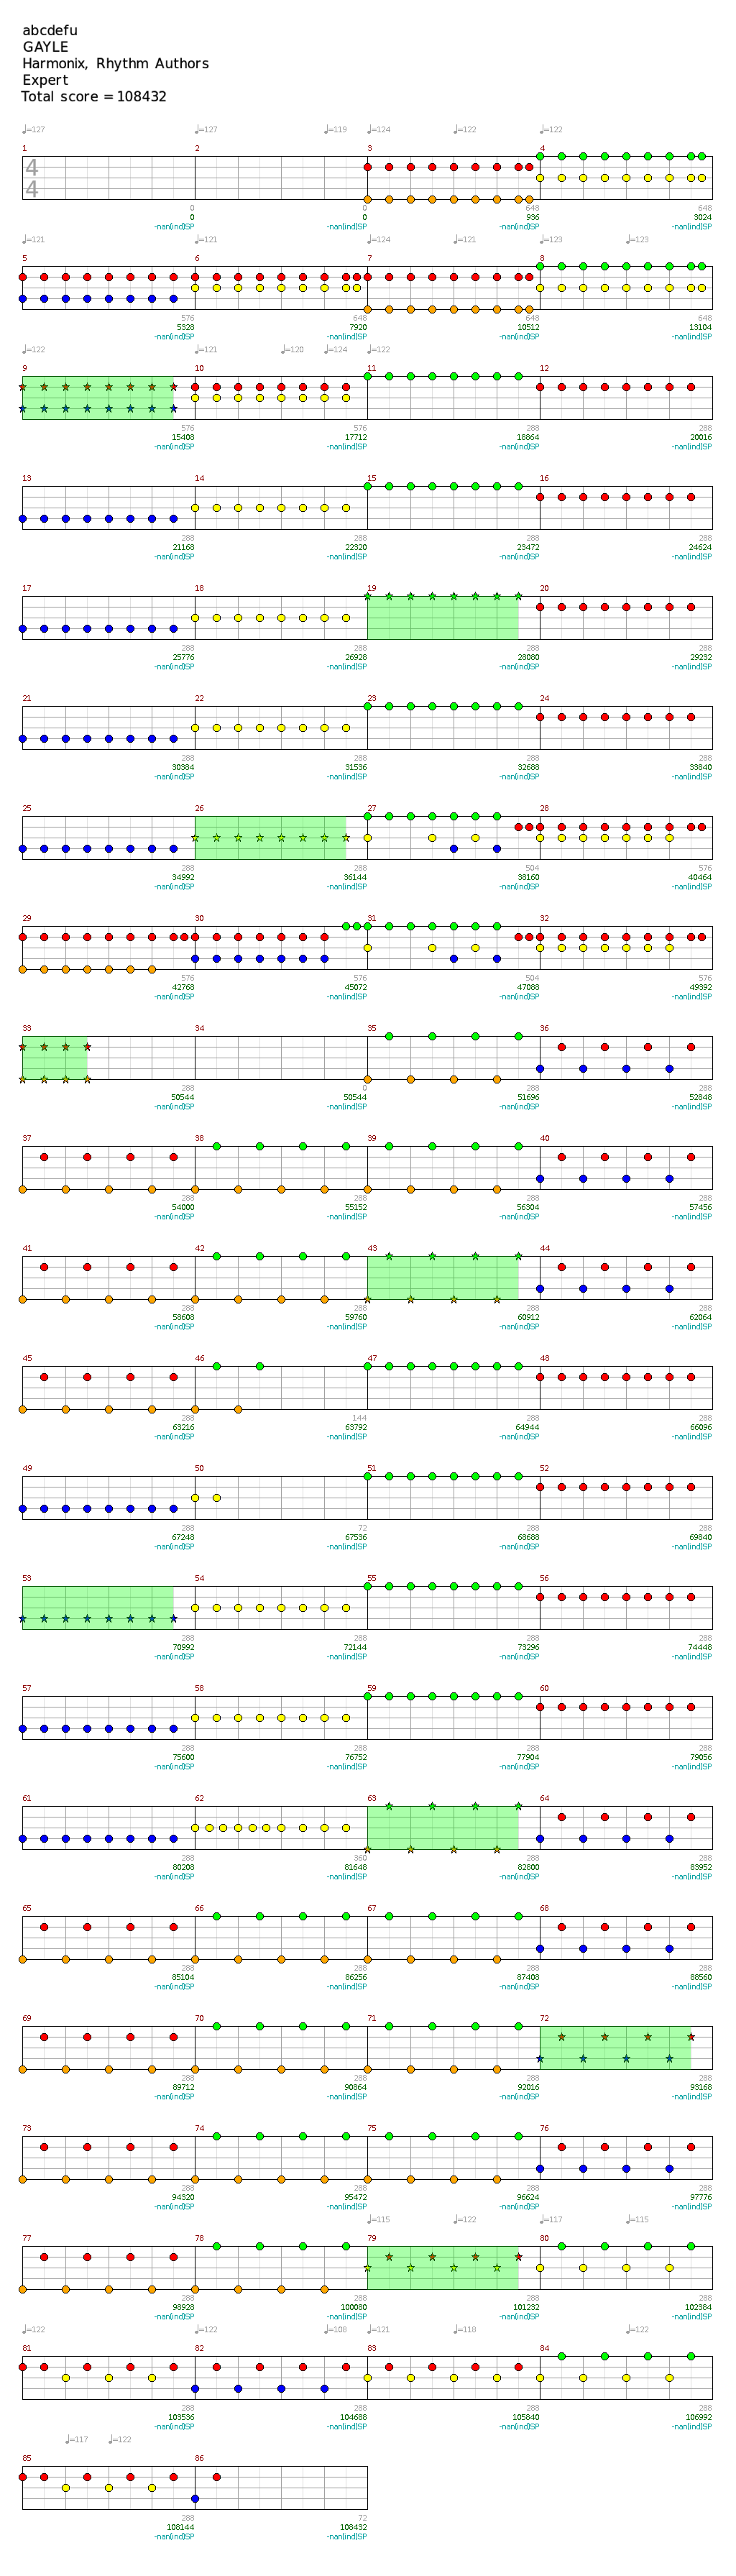 abcdefu
GAYLE
Harmonix, Rhythm Authors
Expert
Total score = 108432
♩=127 ♩=127 ♩=119 ♩=124 ♩=122 ♩=122
1 2 3 4
4
4
0 0 648 648
0 0 936 3024
-nan(ind)SP -nan(ind)SP -nan(ind)SP -nan(ind)SP
♩=121 ♩=121 ♩=124 ♩=121 ♩=123 ♩=123
5 6 7 8
576 648 648 648
5328 7920 10512 13104
-nan(ind)SP -nan(ind)SP -nan(ind)SP -nan(ind)SP
♩=122 ♩=121 ♩=120 ♩=124 ♩=122
9 10 11 12
576 576 288 288
15408 17712 18864 20016
-nan(ind)SP -nan(ind)SP -nan(ind)SP -nan(ind)SP
13 14 15 16
288 288 288 288
21168 22320 23472 24624
-nan(ind)SP -nan(ind)SP -nan(ind)SP -nan(ind)SP
17 18 19 20
288 288 288 288
25776 26928 28080 29232
-nan(ind)SP -nan(ind)SP -nan(ind)SP -nan(ind)SP
21 22 23 24
288 288 288 288
30384 31536 32688 33840
-nan(ind)SP -nan(ind)SP -nan(ind)SP -nan(ind)SP
25 26 27 28
288 288 504 576
34992 36144 38160 40464
-nan(ind)SP -nan(ind)SP -nan(ind)SP -nan(ind)SP
29 30 31 32
576 576 504 576
42768 45072 47088 49392
-nan(ind)SP -nan(ind)SP -nan(ind)SP -nan(ind)SP
33 34 35 36
288 0 288 288
50544 50544 51696 52848
-nan(ind)SP -nan(ind)SP -nan(ind)SP -nan(ind)SP
37 38 39 40
288 288 288 288
54000 55152 56304 57456
-nan(ind)SP -nan(ind)SP -nan(ind)SP -nan(ind)SP
41 42 43 44
288 288 288 288
58608 59760 60912 62064
-nan(ind)SP -nan(ind)SP -nan(ind)SP -nan(ind)SP
45 46 47 48
288 144 288 288
63216 63792 64944 66096
-nan(ind)SP -nan(ind)SP -nan(ind)SP -nan(ind)SP
49 50 51 52
288 72 288 288
67248 67536 68688 69840
-nan(ind)SP -nan(ind)SP -nan(ind)SP -nan(ind)SP
53 54 55 56
288 288 288 288
70992 72144 73296 74448
-nan(ind)SP -nan(ind)SP -nan(ind)SP -nan(ind)SP
57 58 59 60
288 288 288 288
75600 76752 77904 79056
-nan(ind)SP -nan(ind)SP -nan(ind)SP -nan(ind)SP
61 62 63 64
288 360 288 288
80208 81648 82800 83952
-nan(ind)SP -nan(ind)SP -nan(ind)SP -nan(ind)SP
65 66 67 68
288 288 288 288
85104 86256 87408 88560
-nan(ind)SP -nan(ind)SP -nan(ind)SP -nan(ind)SP
69 70 71 72
288 288 288 288
89712 90864 92016 93168
-nan(ind)SP -nan(ind)SP -nan(ind)SP -nan(ind)SP
73 74 75 76
288 288 288 288
94320 95472 96624 97776
-nan(ind)SP -nan(ind)SP -nan(ind)SP -nan(ind)SP
♩=115 ♩=122 ♩=117 ♩=115
77 78 79 80
288 288 288 288
98928 100080 101232 102384
-nan(ind)SP -nan(ind)SP -nan(ind)SP -nan(ind)SP
♩=122 ♩=122 ♩=108 ♩=121 ♩=118 ♩=122
81 82 83 84
288 288 288 288
103536 104688 105840 106992
-nan(ind)SP -nan(ind)SP -nan(ind)SP -nan(ind)SP
♩=117 ♩=122
85 86
288 72
108144 108432
-nan(ind)SP -nan(ind)SP